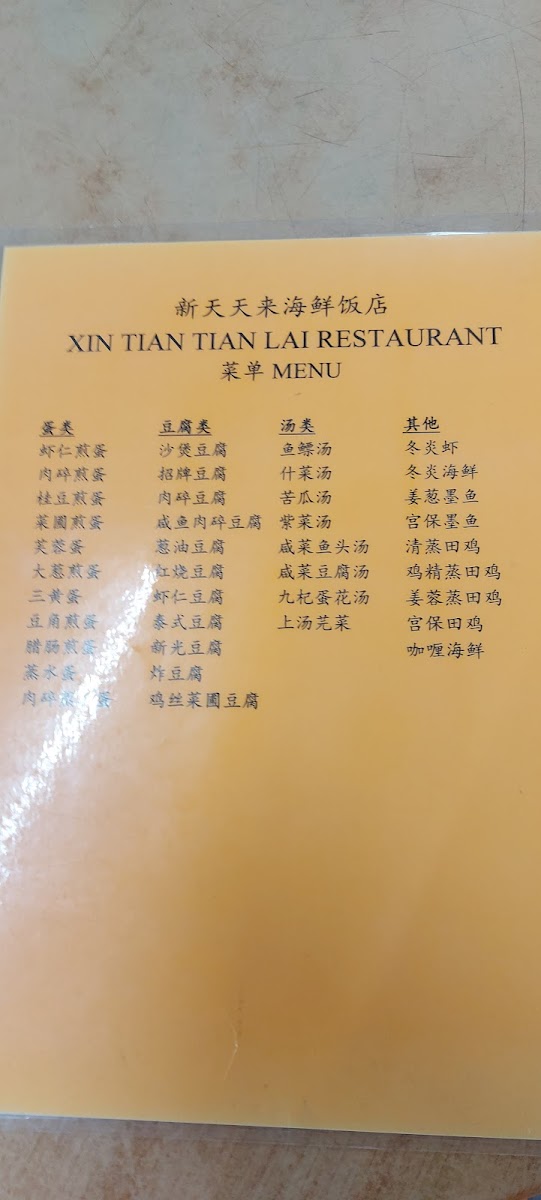 新天天来海鲜饭店
XIN TIAN TIAN LAI RESTAURANT
菜单 MENU
蛋类
虾仁煎蛋
肉碎煎蛋
桂豆煎蛋
菜圃煎蛋
芙蓉蛋
大葱煎蛋
三黄蛋
豆角煎蛋
腊肠煎蛋
蒸水蛋
肉碎 蛋
豆腐类
沙煲豆腐
招牌豆腐
肉碎豆腐
咸鱼肉碎豆腐
葱油豆腐
红烧豆腐
虾仁豆腐
泰式豆腐
新光豆腐
炸豆腐
鸡丝菜圃豆腐
汤类
鱼鳔汤
什菜汤
苦瓜汤
紫菜汤
咸菜鱼头汤
咸菜豆腐汤
九杞蛋花汤
上汤苋菜
其他
冬炎虾
冬炎海鲜
姜葱墨鱼
宫保墨鱼
清蒸田鸡
鸡精蒸田鸡
姜蓉蒸田鸡
宫保田鸡
咖喱海鲜